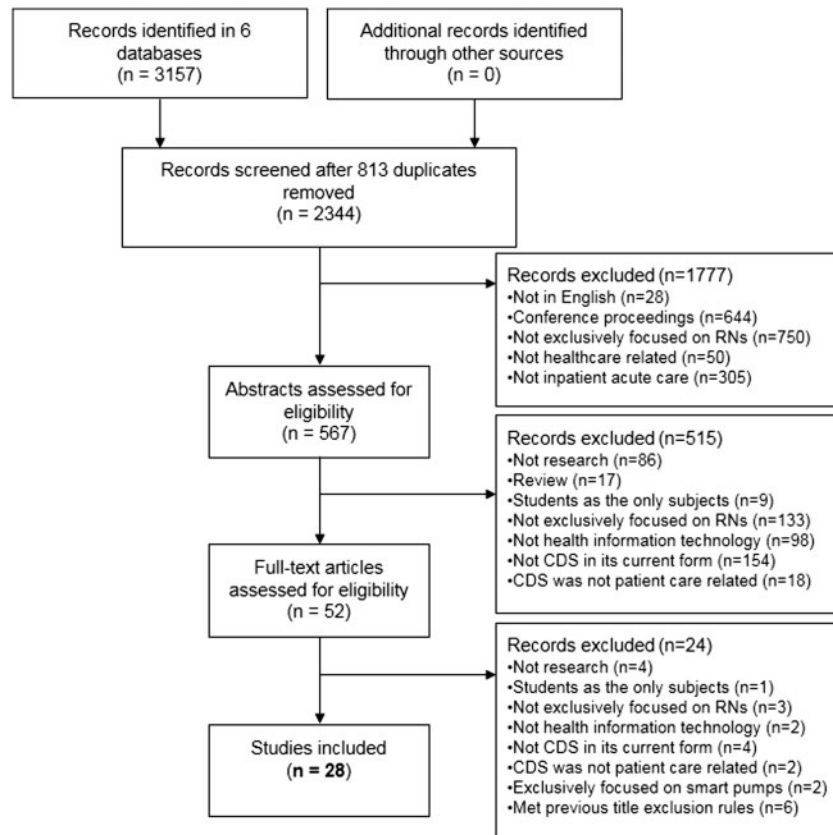 Records identified in 6
databases
(n = 3157)
Additional records identified
through other sources
(n = 0)
Records screened after 813 duplicates
removed
(n = 2344)
Records excluded (n=1777)
•Not in English (n=28)
•Conference proceedings (n=644)
•Not exclusively focused on RNs (n=750)
•Not healthcare related (n=50)
•Not inpatient acute care (n=305)
Abstracts assessed for
eligibility
(n = 567)
Records excluded (n=515)
•Not research (n=86)
•Review (n=17)
•Students as the only subjects (n=9)
•Not exclusively focused on RNs (n=133)
•Not health information technology (n=98)
•Not CDS in its current form (n=154)
•CDS was not patient care related (n=18)
Full-text articles
assessed for eligibility
(n = 52)
Records excluded (n=24)
•Not research (n=4)
•Students as the only subjects (n=1)
•Not exclusively focused on RNs (n=3)
•Not health information technology (n=2)
•Not CDS in its current form (n=4)
•CDS was not patient care related (n=2)
•Exclusively focused on smart pumps (n=2)
•Met previous title exclusion rules (n=6)
Studies included
(n = 28)